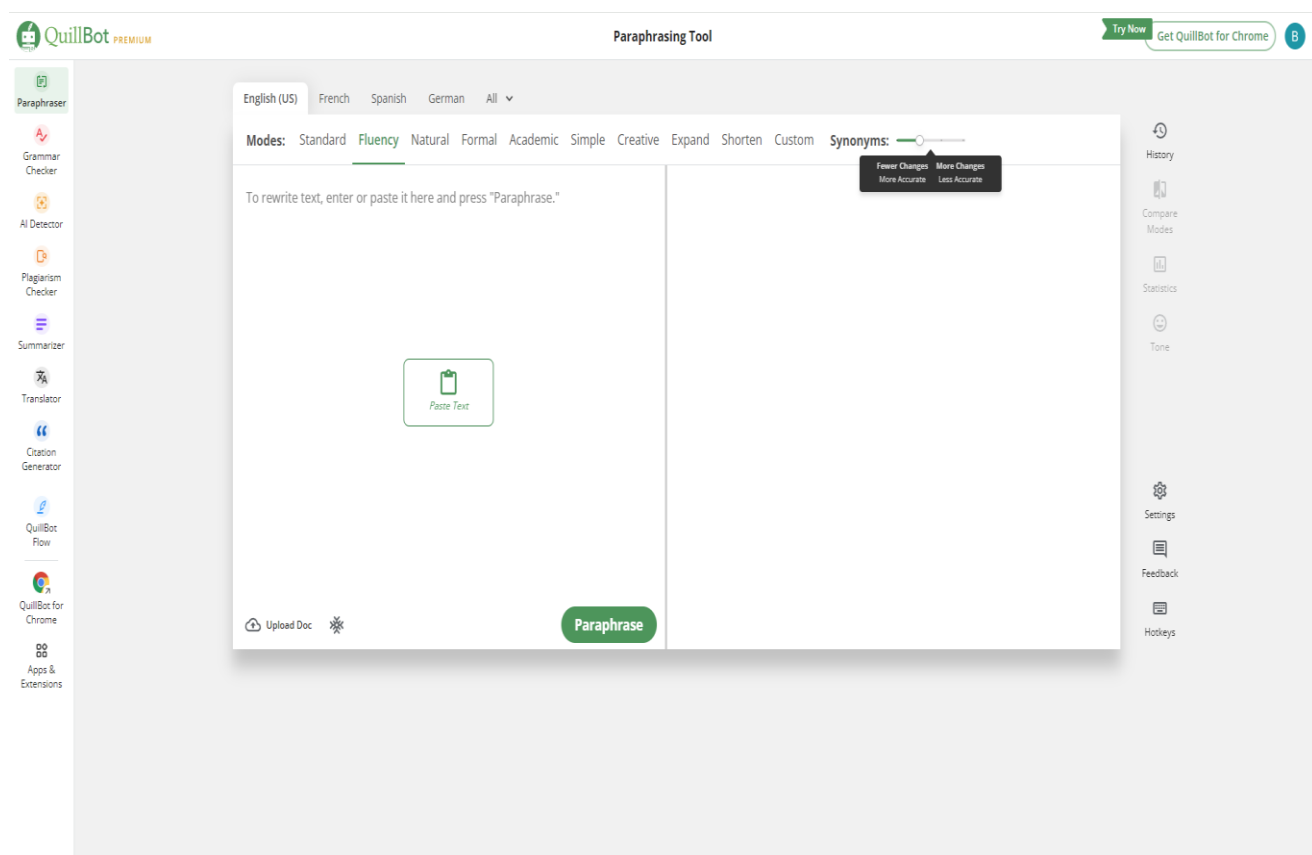 QuillBot PREMIUM
Paraphrasing Tool
Try Now
Get QuillBot for Chrome
B
Paraphraser
Grammar
Checker
AI Detector
Plagiarism
Checker
Summarizer
Translator
Citation
Generator
QuillBot
Flow
QuillBot for
Chrome
Apps &
Extensions
English (US) French Spanish German All
Modes: Standard Fluency Natural Formal Academic Simple Creative Expand Shorten Custom Synonyms:
Fewer Changes More Changes
More Accurate Less Accurate
To rewrite text, enter or paste it here and press "Paraphrase."
Paste Text
Upload Doc
Paraphrase
History
Compare
Modes
Statistics
Tone
Settings
Feedback
Hotkeys